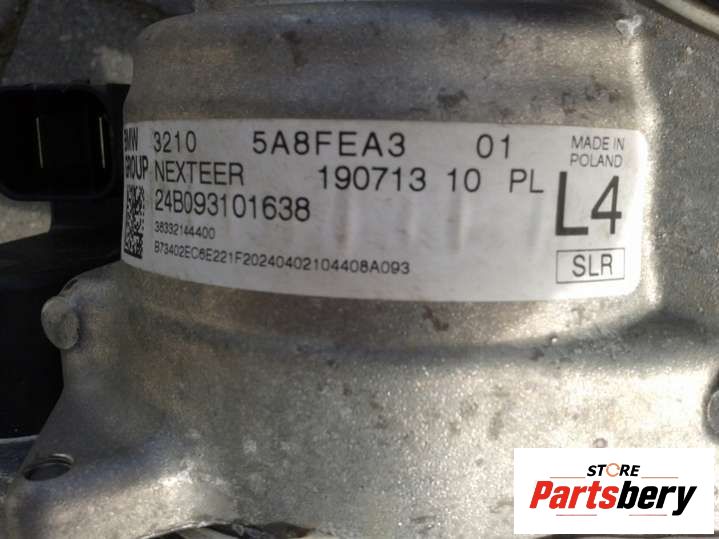 BMW GROUP
3210 5A8FEA3 01
MADE IN POLAND
NEXTEER 190713 10 PL
24B093101638
L4
38332144400
B73402EC6E221F20240402104408A093
SLR
STORE
Partsbery